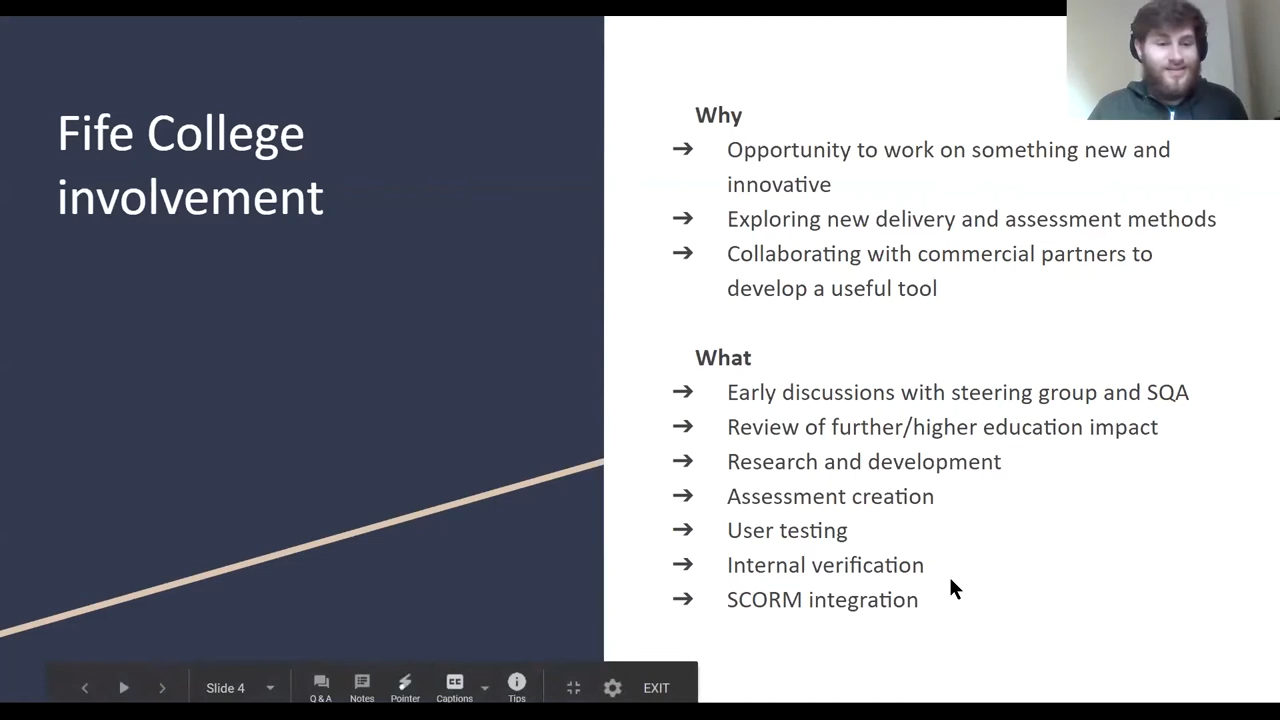 Fife College
involvement
Why
➔ Opportunity to work on something new and
innovative
➔ Exploring new delivery and assessment methods
➔ Collaborating with commercial partners to
develop a useful tool
What
➔ Early discussions with steering group and SQA
➔ Review of further/higher education impact
➔ Research and development
➔ Assessment creation
➔ User testing
➔ Internal verification
➔ SCORM integration
Slide 4
Q & A
Notes
Pointer
CC
Captions
Tips
EXIT